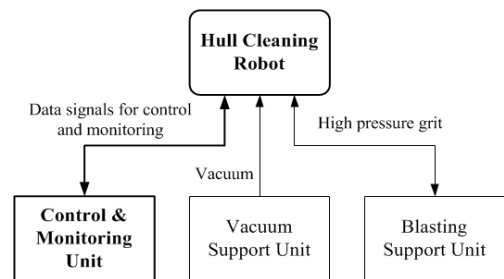 Hull Cleaning
Robot
Data signals for control
and monitoring
High pressure grit
Vacuum
Control &
Monitoring
Unit
Vacuum
Support Unit
Blasting
Support Unit